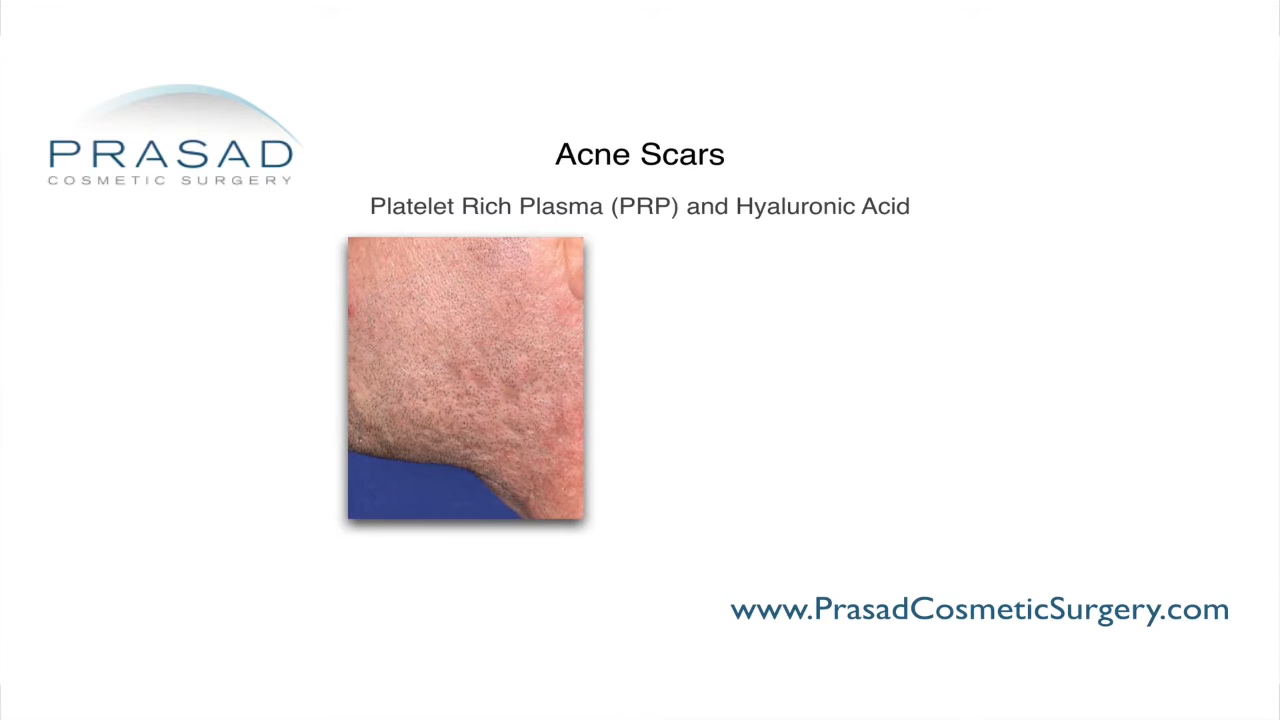 PRASAD
COSMETIC SURGERY
Acne Scars
Platelet Rich Plasma (PRP) and Hyaluronic Acid
www.PrasadCosmeticSurgery.com